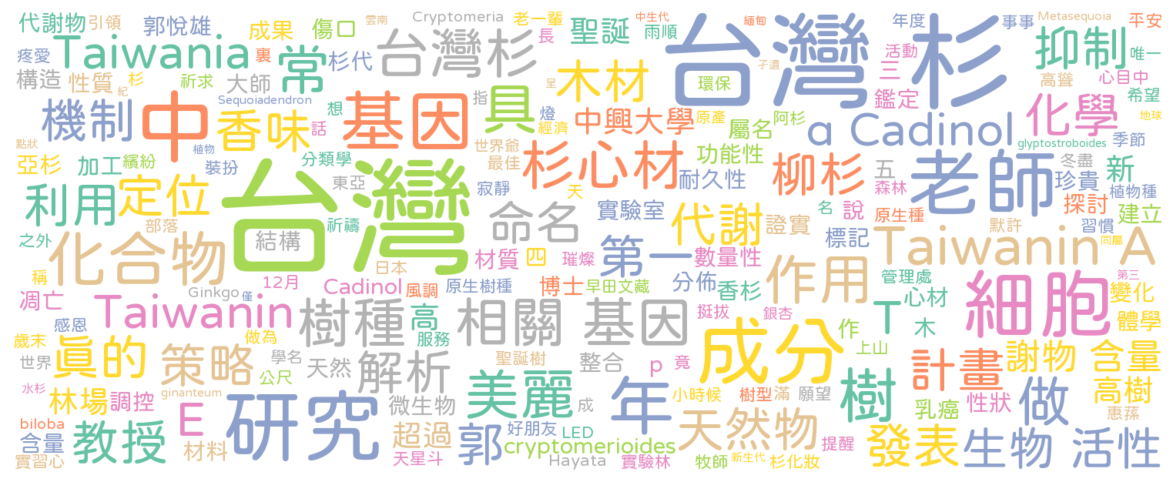 代謝物 引領 郭悅雄 成果 傷口 Cryptomeria 老一輩 聖誕 中生代 雨順 緬甸 年度 事事 Metasequoia 平安
疼愛 Taiwania 裏 常 杉代 台灣杉 長 雲南 台灣 杉 活動 抑制 唯一
構造 性質 杉 祈求 大師 指 木材 子遺 環保 三 鑑定 高聳 心目中 希望
機制 紀 中 Sequoiadendron 香味 想 話 基因 具 呈 燈 經濟 中興大學 原產 阿杉 屬名 α Cadinol 化學 地球
點狀 植物 分類學 世界爺 最佳 杉心材 功能性 柳杉 老師 glyptostroboides 季節
亞杉 加工 繽紛 裝扮 台灣 東亞 寂靜 天 耐久性 五 森林 冬盡 珍貴 新 植物種
利用 定位 部落 結構 祈禱 命名 實驗室 代謝 證實 名 說 原生種 默許 探討 習慣 建立
之外 化合物 日本 材質 四 璀燦 第一 數量性 標記 Taiwanin A 同屬
稱 12月 Cadinol 風調 原生樹種 博士 早田文藏 分佈 香杉 作用 管理處 心材 細胞 第三 變化
凋亡 Taiwanin Ginkgo 僅 樹種 高 服務 相關 基因 挺拔 銀杏 成分 T 木 體學
感恩 歲末 做為 世界 真的 策略 學名 天然 解析 聖誕樹 整合 p 竟 作 上山 計畫 謝物 含量
水杉 林場 調控 ginanteum 公尺 E 研究 微生物 美麗 成 年 小時候 樹型 滿 願望 樹 乳癌 性狀 高樹 惠蓀
biloba 含量 教授 材料 超過 郭 好朋友 LED cryptomerioides 天然物 提醒 發表 生物 活性 做
實習心 天星斗 Hayata 實驗林 牧師 新生代 杉化妝